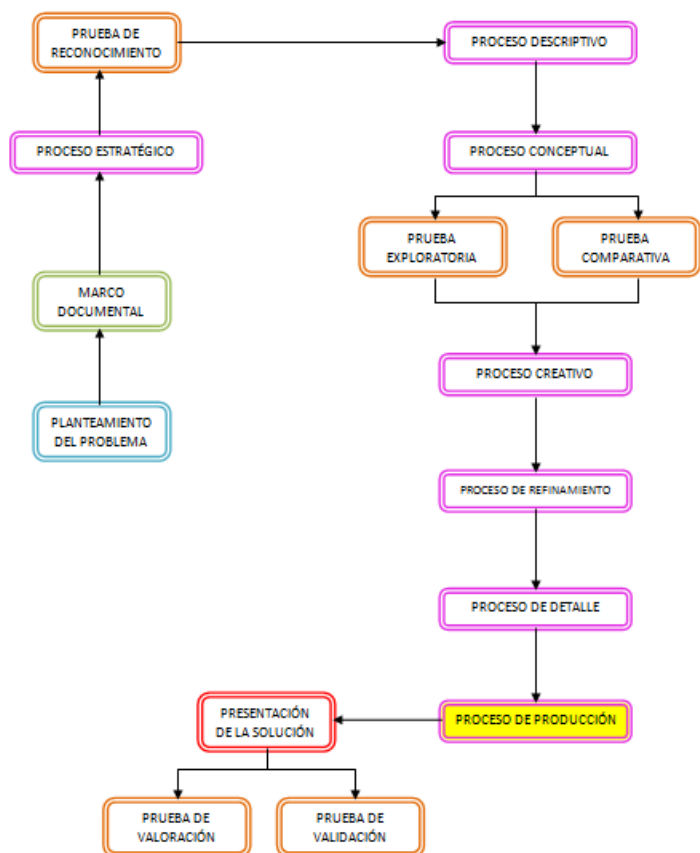 PRUEBA DE
RECONOCIMIENTO
PROCESO DESCRIPTIVO
PROCESO ESTRATÉGICO
PROCESO CONCEPTUAL
PRUEBA
EXPLORATORIA
PRUEBA
COMPARATIVA
MARCO
DOCUMENTAL
PROCESO CREATIVO
PLANTEAMIENTO
DEL PROBLEMA
PROCESO DE REFINAMIENTO
PROCESO DE DETALLE
PRESENTACIÓN
DE LA SOLUCIÓN
PROCESO DE PRODUCCIÓN
PRUEBA DE
VALORACIÓN
PRUEBA DE
VALIDACIÓN